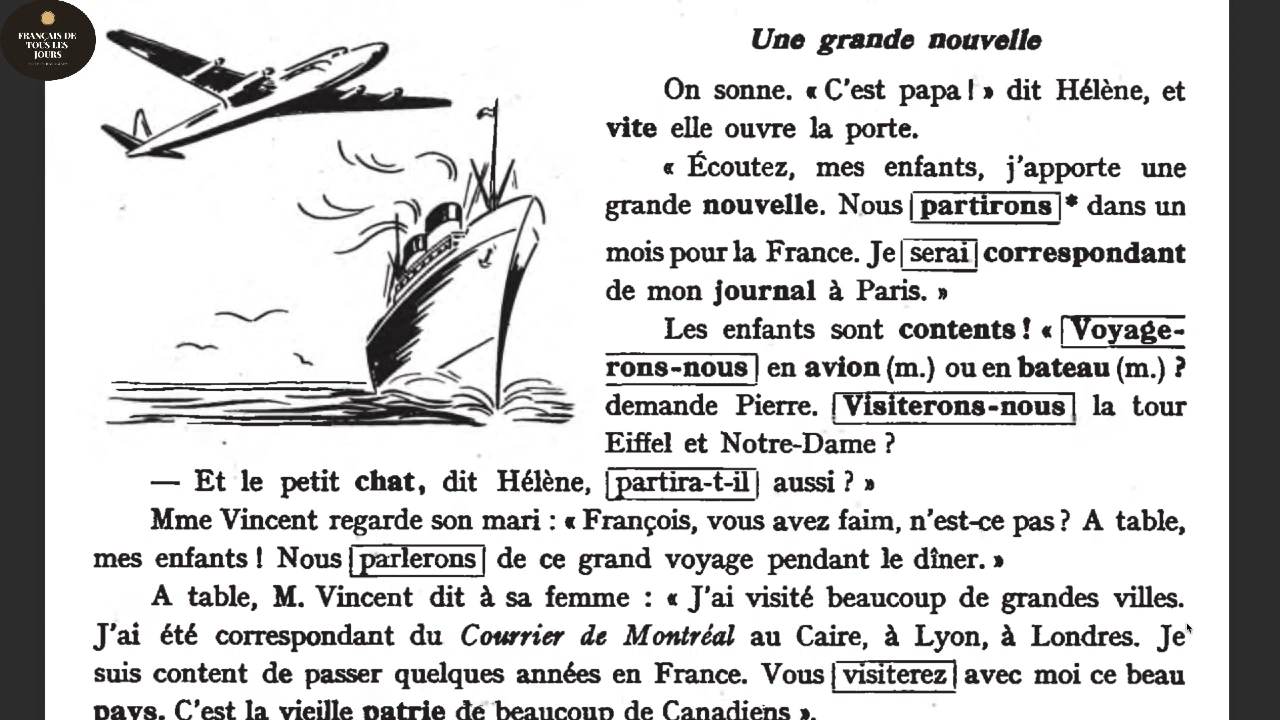 FRANÇAIS DE
TOUS LES
JOURS
Une grande nouvelle
On sonne. « C'est papa ! » dit Hélène, et
vite elle ouvre la porte.
« Écoutez, mes enfants, j'apporte une
grande nouvelle. Nous partirons * dans un
mois pour la France. Je serai correspondant
de mon journal à Paris. »
Les enfants sont contents ! « Voyage-
rons-nous en avion (m.) ou en bateau (m.) ?
demande Pierre. Visiterons-nous la tour
Eiffel et Notre-Dame ?
— Et le petit chat, dit Hélène, partira-t-il aussi ? »
Mme Vincent regarde son mari : « François, vous avez faim, n'est-ce pas ? A table,
mes enfants ! Nous parlerons de ce grand voyage pendant le dîner. »
A table, M. Vincent dit à sa femme : « J'ai visité beaucoup de grandes villes.
J'ai été correspondant du Courrier de Montréal au Caire, à Lyon, à Londres. Je
suis content de passer quelques années en France. Vous visiterez avec moi ce beau
pays. C'est la vieille patrie de beaucoup de Canadiens ».